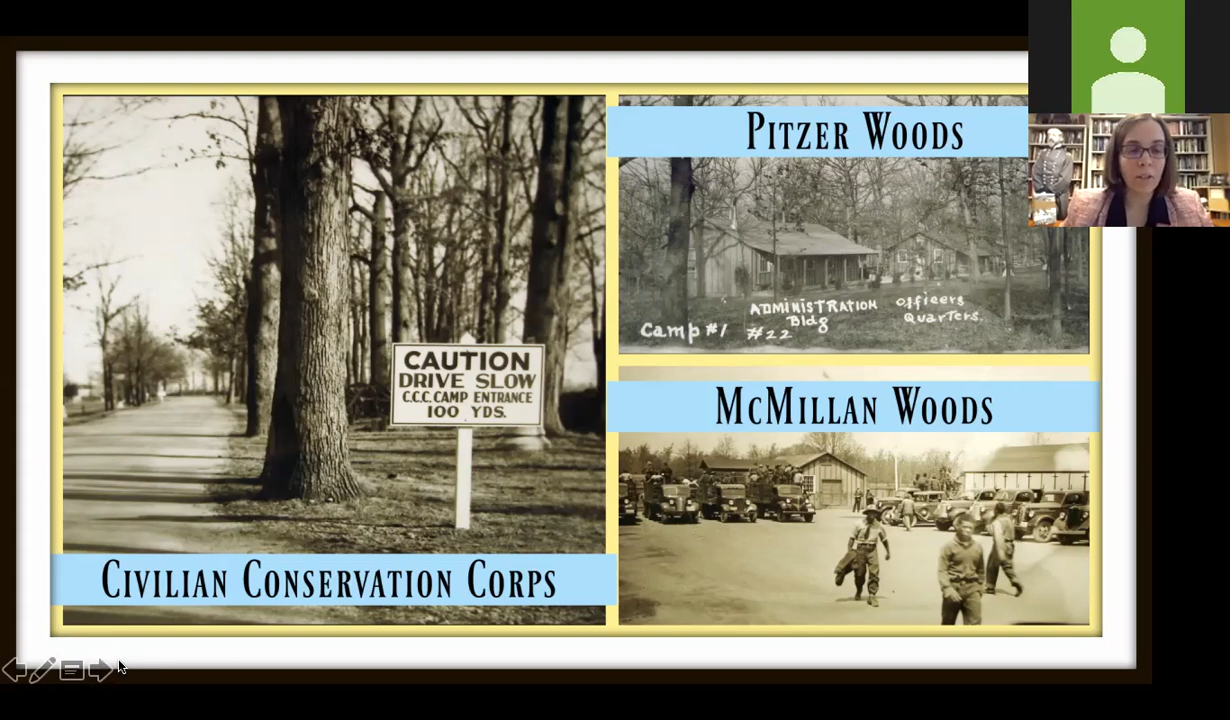 CAUTION
DRIVE SLOW
C.C.C. CAMP ENTRANCE
100 YDS.
CIVILIAN CONSERVATION CORPS
PITZER WOODS
ADMINISTRATION Officers
Bldg Quarters.
Camp #1 #22
MCMILLAN WOODS